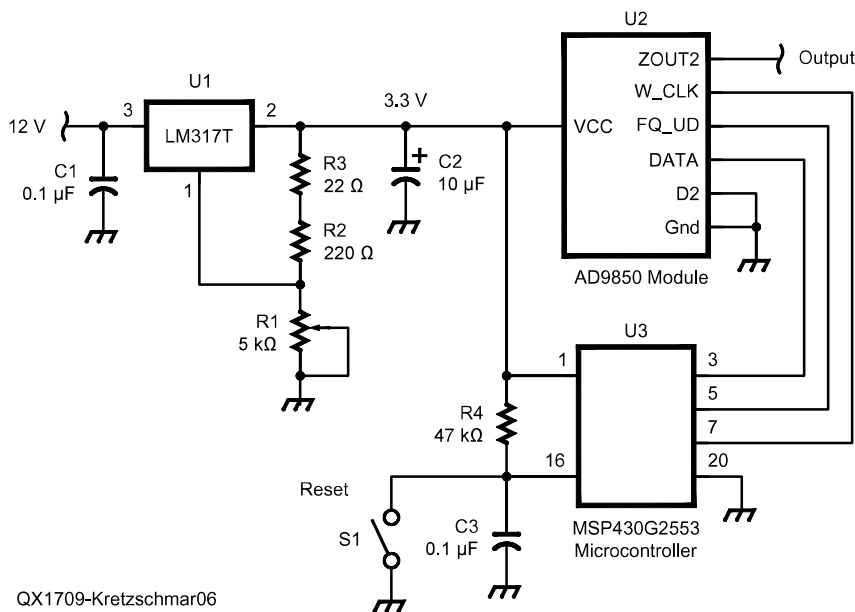 U2
ZOUT2
Output
U1
W_CLK
3.3 V
12 V
3
2
LM317T
VCC
FQ_UD
C1
0.1 µF
1
R3
22 Ω
C2
10 µF
+
DATA
D2
R2
220 Ω
Gnd
AD9850 Module
R1
5 kΩ
U3
1
3
5
R4
47 kΩ
7
16
20
Reset
S1
C3
0.1 µF
MSP430G2553
Microcontroller
QX1709-Kretzschmar06